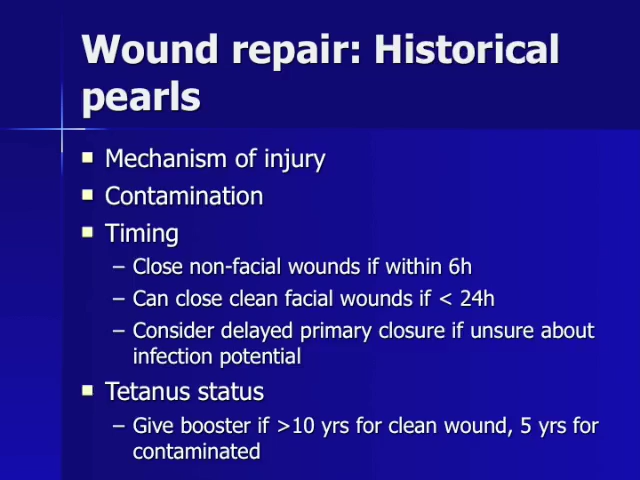 Wound repair: Historical
pearls
Mechanism of injury
Contamination
Timing
– Close non-facial wounds if within 6h
– Can close clean facial wounds if < 24h
– Consider delayed primary closure if unsure about
infection potential
Tetanus status
– Give booster if >10 yrs for clean wound, 5 yrs for
contaminated